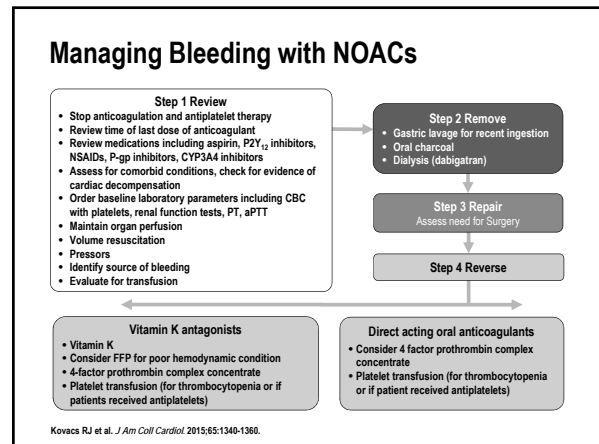 Managing Bleeding with NOACs
Step 1 Review
• Stop anticoagulation and antiplatelet therapy
• Review time of last dose of anticoagulant
• Review medications including aspirin, P2Y₁₂ inhibitors,
NSAIDs, P-gp inhibitors, CYP3A4 inhibitors
• Assess for comorbid conditions, check for evidence of
cardiac decompensation
• Order baseline laboratory parameters including CBC
with platelets, renal function tests, PT, aPTT
• Maintain organ perfusion
• Volume resuscitation
• Pressors
• Identify source of bleeding
• Evaluate for transfusion
Step 2 Remove
• Gastric lavage for recent ingestion
• Oral charcoal
• Dialysis (dabigatran)
Step 3 Repair
Assess need for Surgery
Step 4 Reverse
Vitamin K antagonists
• Vitamin K
• Consider FFP for poor hemodynamic condition
• 4-factor prothrombin complex concentrate
• Platelet transfusion (for thrombocytopenia or if
patients received antiplatelets)
Direct acting oral anticoagulants
• Consider 4 factor prothrombin complex
concentrate
• Platelet transfusion (for thrombocytopenia
or if patient received antiplatelets)
Kovacs RJ et al. J Am Coll Cardiol. 2015;65:1340-1360.